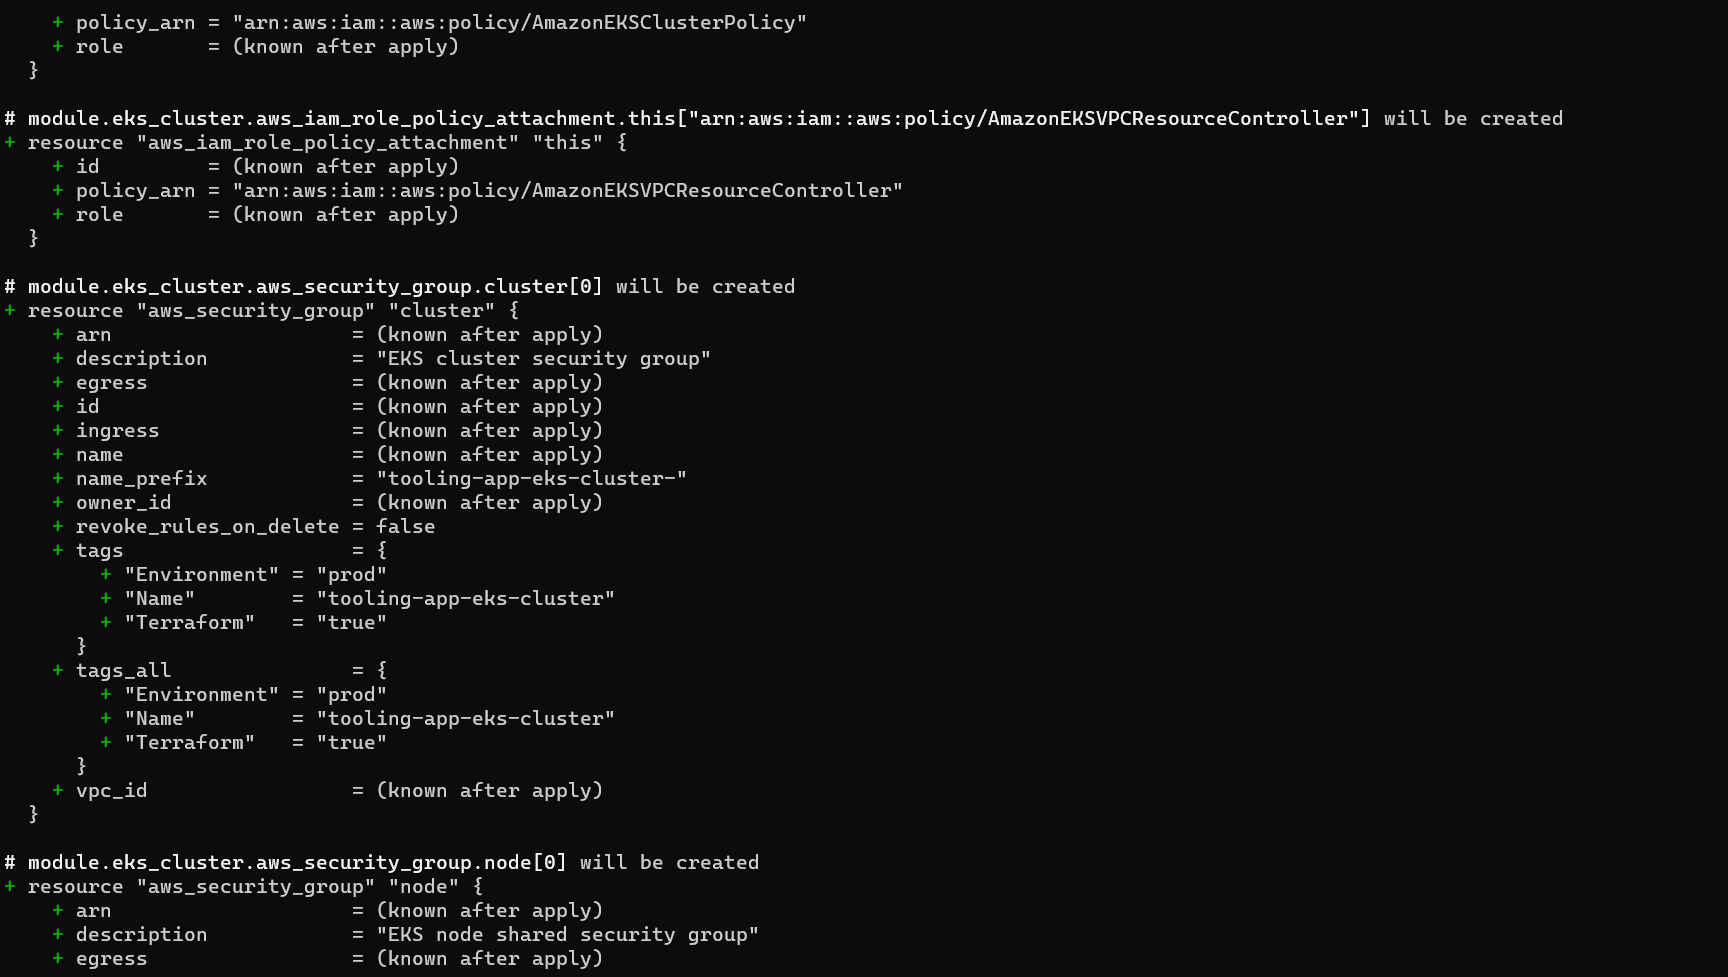 + policy_arn = "arn:aws:iam::aws:policy/AmazonEKSClusterPolicy"
    + role       = (known after apply)
  }

# module.eks_cluster.aws_iam_role_policy_attachment.this["arn:aws:iam::aws:policy/AmazonEKSVPCResourceController"] will be created
+ resource "aws_iam_role_policy_attachment" "this" {
    + id         = (known after apply)
    + policy_arn = "arn:aws:iam::aws:policy/AmazonEKSVPCResourceController"
    + role       = (known after apply)
  }

# module.eks_cluster.aws_security_group.cluster[0] will be created
+ resource "aws_security_group" "cluster" {
    + arn                    = (known after apply)
    + description            = "EKS cluster security group"
    + egress                 = (known after apply)
    + id                     = (known after apply)
    + ingress                = (known after apply)
    + name                   = (known after apply)
    + name_prefix            = "tooling-app-eks-cluster-"
    + owner_id               = (known after apply)
    + revoke_rules_on_delete = false
    + tags                   = {
        + "Environment" = "prod"
        + "Name"        = "tooling-app-eks-cluster"
        + "Terraform"   = "true"
      }
    + tags_all               = {
        + "Environment" = "prod"
        + "Name"        = "tooling-app-eks-cluster"
        + "Terraform"   = "true"
      }
    + vpc_id                 = (known after apply)
  }

# module.eks_cluster.aws_security_group.node[0] will be created
+ resource "aws_security_group" "node" {
    + arn                    = (known after apply)
    + description            = "EKS node shared security group"
    + egress                 = (known after apply)